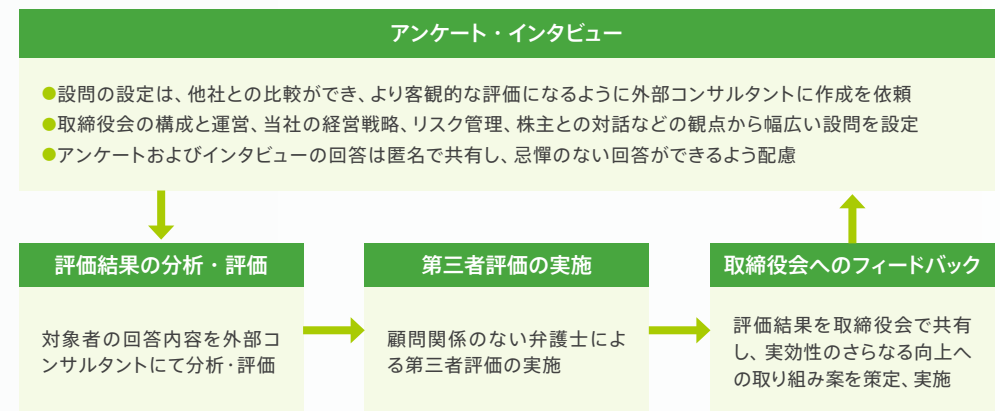 アンケート・インタビュー
●設問の設定は、他社との比較ができ、より客観的な評価になるように外部コンサルタントに作成を依頼
●取締役会の構成と運営、当社の経営戦略、リスク管理、株主との対話などの観点から幅広い設問を設定
●アンケートおよびインタビューの回答は匿名で共有し、忌憚のない回答ができるよう配慮
評価結果の分析・評価
対象者の回答内容を外部コ
ンサルタントにて分析・評価
第三者評価の実施
顧問関係のない弁護士によ
る第三者評価の実施
取締役会へのフィードバック
評価結果を取締役会で共有
し、実効性のさらなる向上へ
の取り組み案を策定、実施